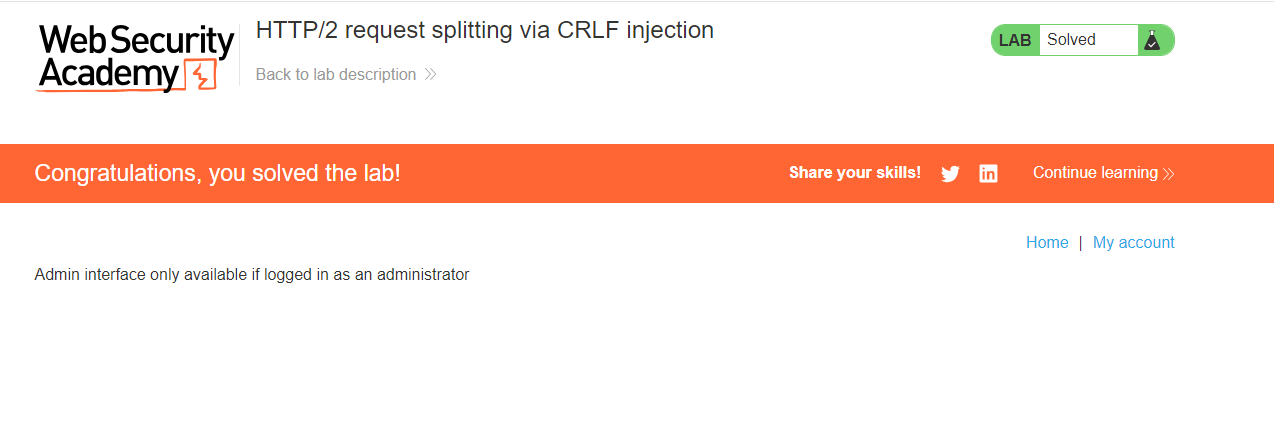 Web Security
Academy
HTTP/2 request splitting via CRLF injection
Back to lab description
LAB Solved
Congratulations, you solved the lab!
Share your skills!
in
Continue learning
Home | My account
Admin interface only available if logged in as an administrator